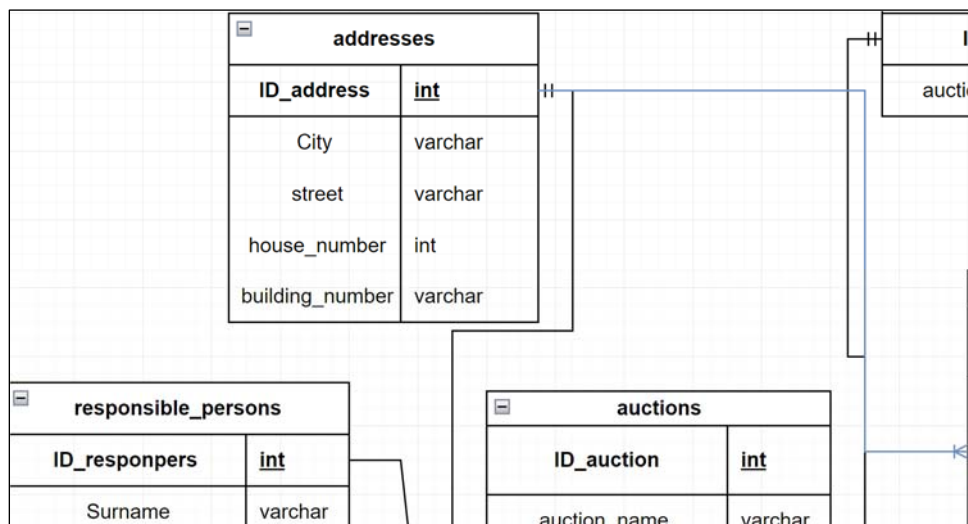 addresses
ID_address int
City varchar
street varchar
house_number int
building_number varchar
aucti
responsible_persons
ID_responpers int
Surname varchar
auctions
ID_auction int
auction_name varchar